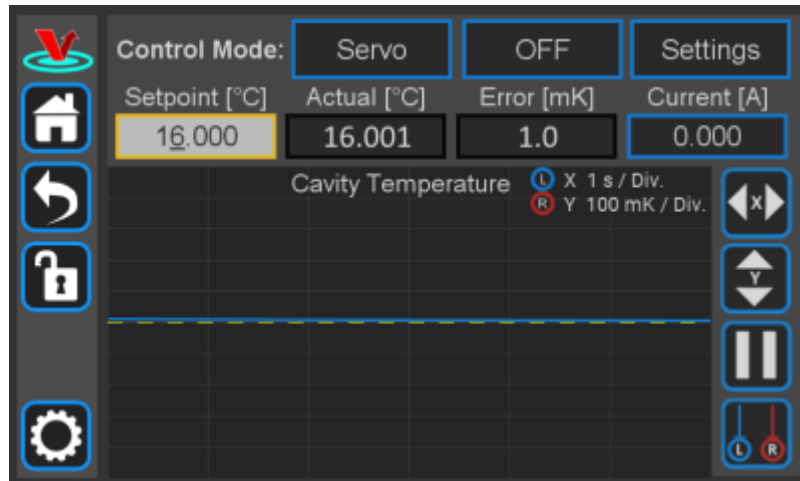 Control Mode: Servo OFF Settings
Setpoint [°C] Actual [°C] Error [mK] Current [A]
16.000 16.001 1.0 0.000
Cavity Temperature L X 1 s / Div.
R Y 100 mK / Div.
X
Y
L R